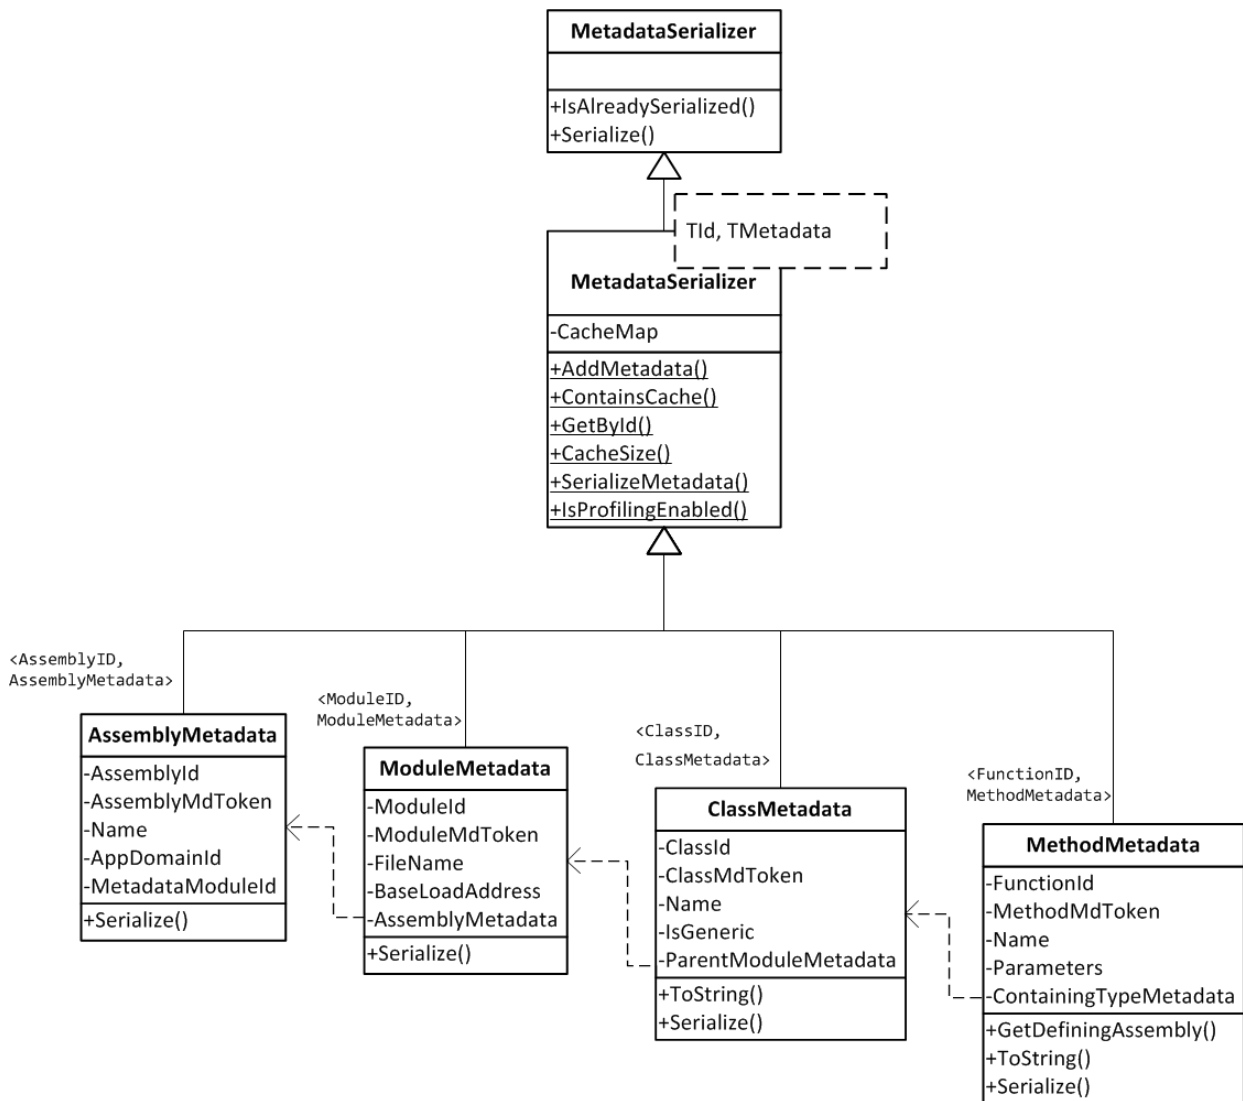 MetadataSerializer
+IsAlreadySerialized()
+Serialize()
TId, TMetadata
MetadataSerializer
-CacheMap
+AddMetadata()
+ContainsCache()
+GetById()
+CacheSize()
+SerializeMetadata()
+IsProfilingEnabled()
<AssemblyID,
AssemblyMetadata>
AssemblyMetadata
-AssemblyId
-AssemblyMdToken
-Name
-AppDomainId
-MetadataModuleId
+Serialize()
<ModuleID,
ModuleMetadata>
ModuleMetadata
-ModuleId
-ModuleMdToken
-FileName
-BaseLoadAddress
-AssemblyMetadata
+Serialize()
<ClassID,
ClassMetadata>
ClassMetadata
-ClassId
-ClassMdToken
-Name
-IsGeneric
-ParentModuleMetadata
+ToString()
+Serialize()
<FunctionID,
MethodMetadata>
MethodMetadata
-FunctionId
-MethodMdToken
-Name
-Parameters
-ContainingTypeMetadata
+GetDefiningAssembly()
+ToString()
+Serialize()